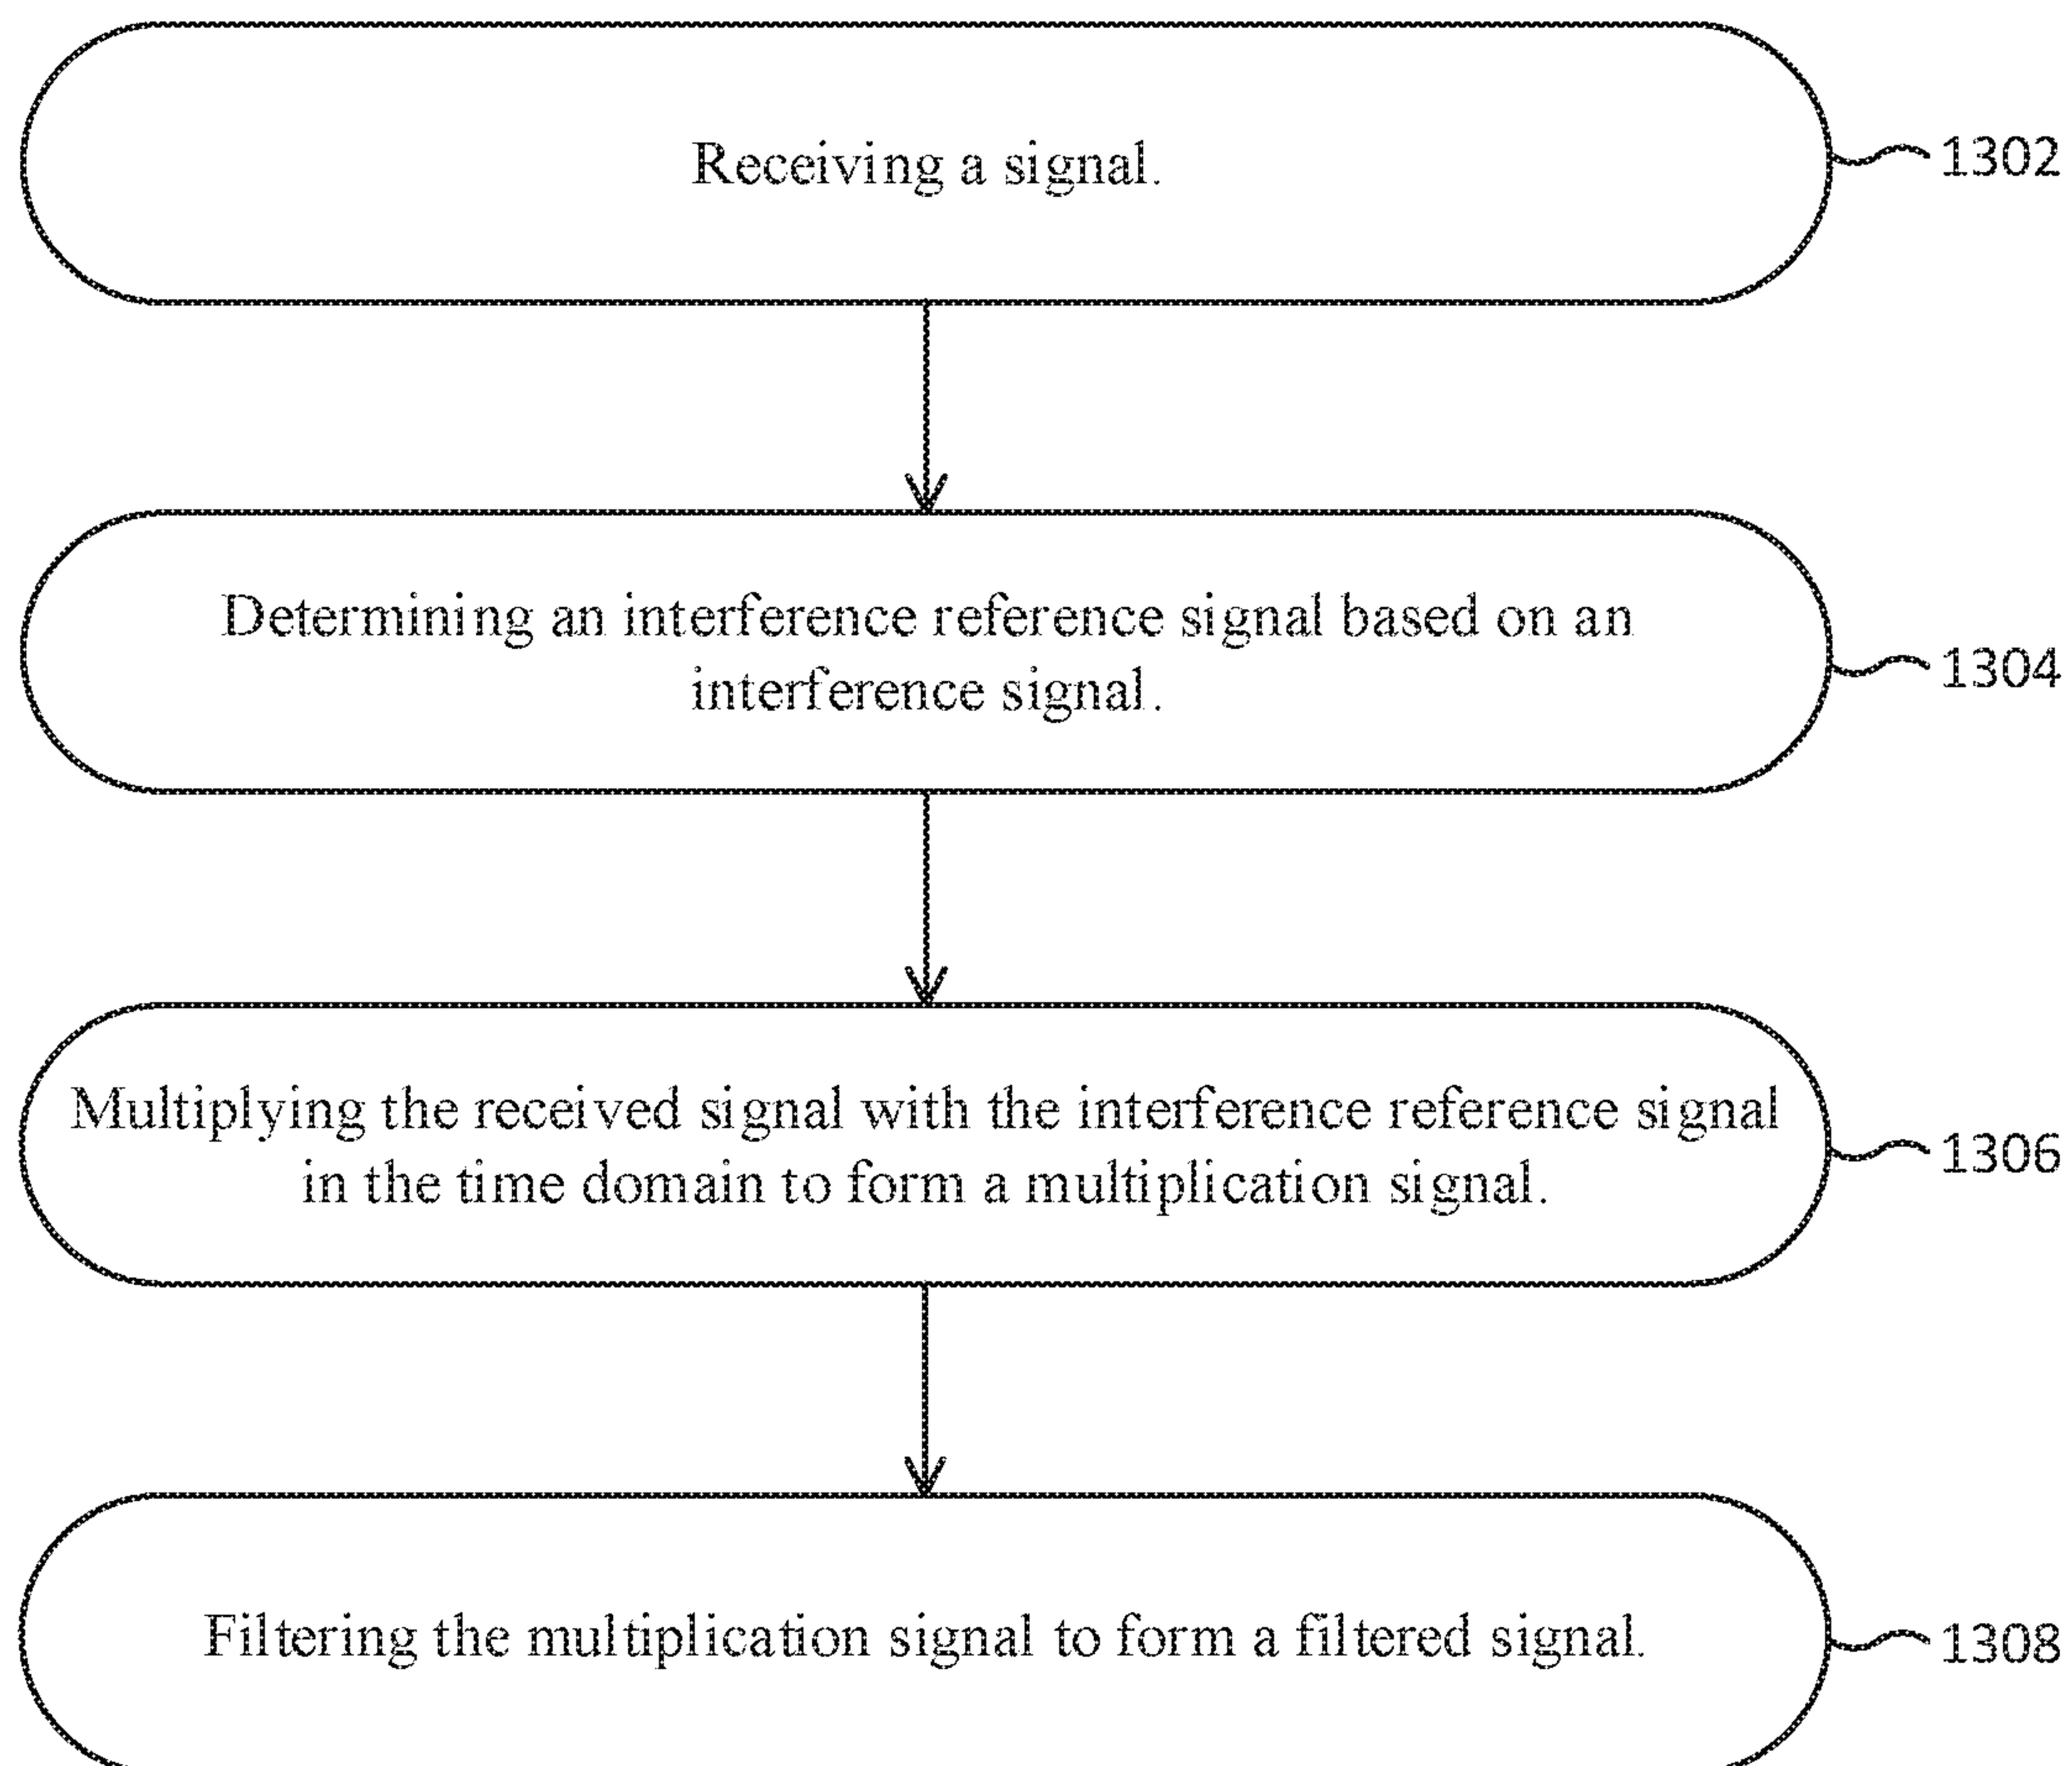 Receiving a signal.
1302
Determining an interference reference signal based on an
interference signal.
1304
Multiplying the received signal with the interference reference signal
in the time domain to form a multiplication signal.
1306
Filtering the multiplication signal to form a filtered signal.
1308